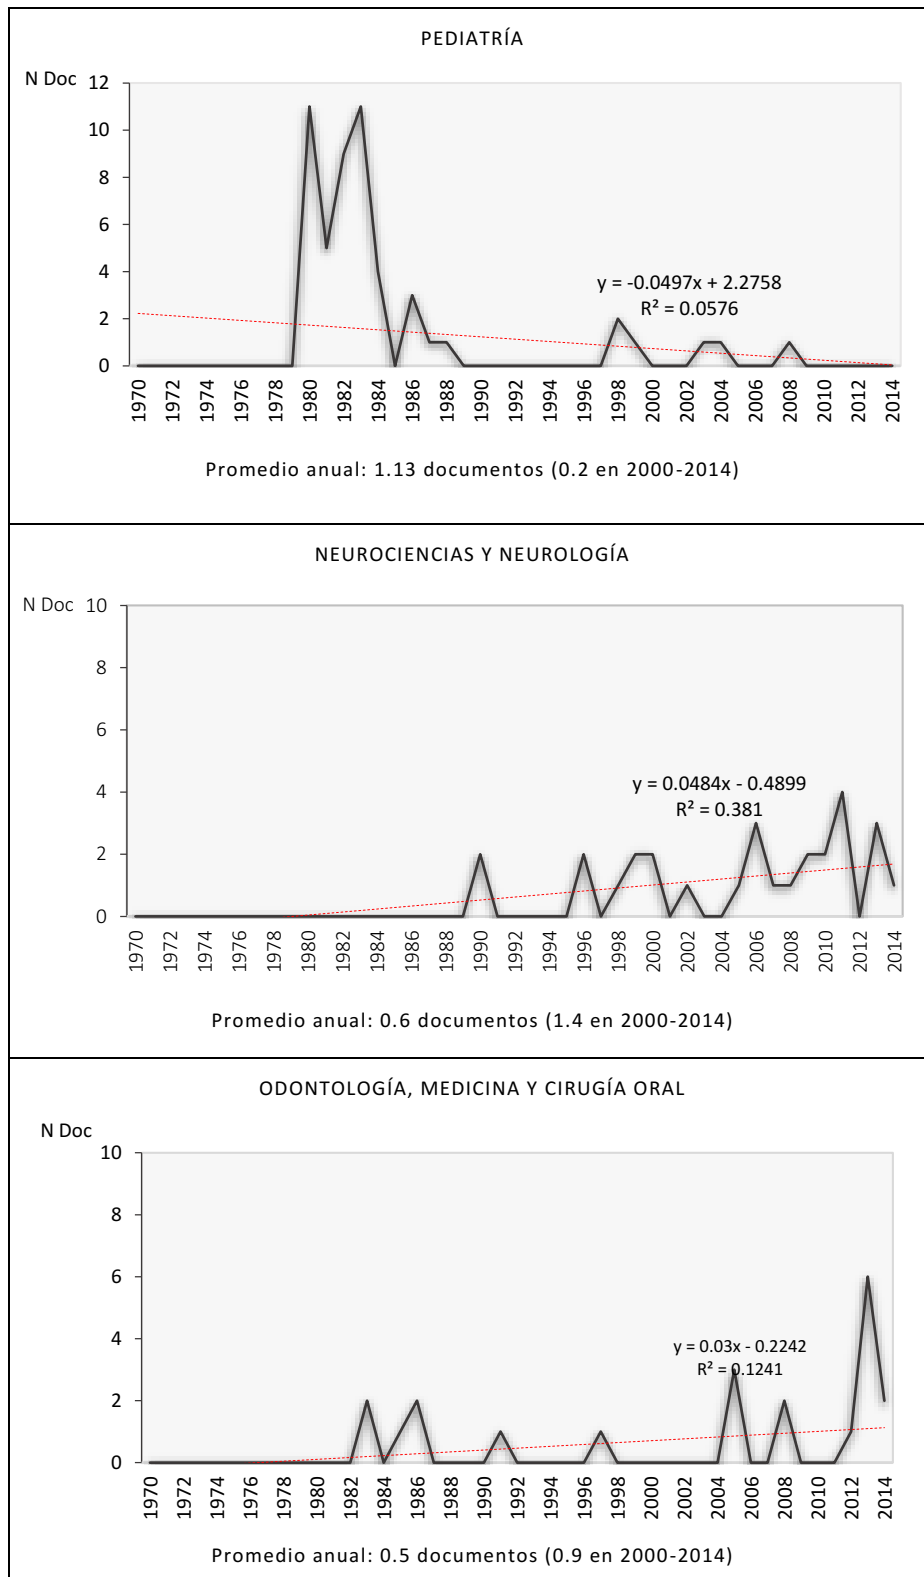 PEDIATRÍA
N Doc
12
10
8
6
4
2
0
y = -0.0497x + 2.2758
R² = 0.0576
1970 1972 1974 1976 1978 1980 1982 1984 1986 1988 1990 1992 1994 1996 1998 2000 2002 2004 2006 2008 2010 2012 2014
Promedio anual: 1.13 documentos (0.2 en 2000-2014)
NEUROCIENCIAS Y NEUROLOGÍA
N Doc
10
8
6
4
2
0
y = 0.0484x - 0.4899
R² = 0.381
1970 1972 1974 1976 1978 1980 1982 1984 1986 1988 1990 1992 1994 1996 1998 2000 2002 2004 2006 2008 2010 2012 2014
Promedio anual: 0.6 documentos (1.4 en 2000-2014)
ODONTOLOGÍA, MEDICINA Y CIRUGÍA ORAL
N Doc
10
8
6
4
2
0
y = 0.03x - 0.2242
R² = 0.1241
1970 1972 1974 1976 1978 1980 1982 1984 1986 1988 1990 1992 1994 1996 1998 2000 2002 2004 2006 2008 2010 2012 2014
Promedio anual: 0.5 documentos (0.9 en 2000-2014)